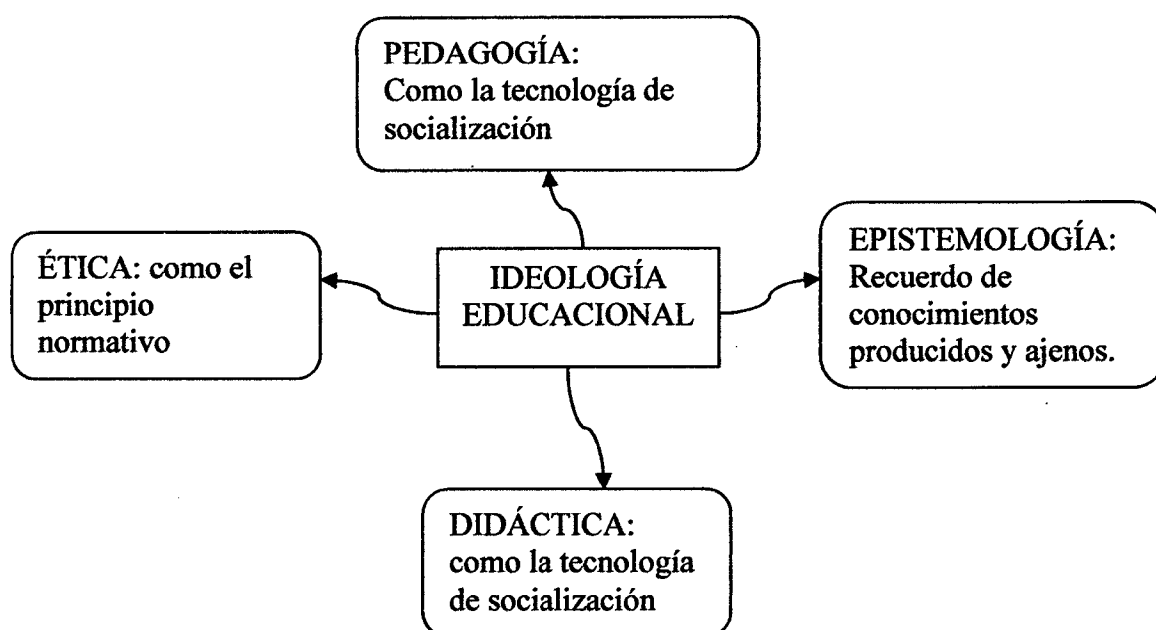 PEDAGOGÍA:
Como la tecnología de
socialización
ÉTICA: como el
principio
normativo
IDEOLOGÍA
EDUCACIONAL
EPISTEMOLOGÍA:
Recuerdo de
conocimientos
producidos y ajenos.
DIDÁCTICA:
como la tecnología
de socialización